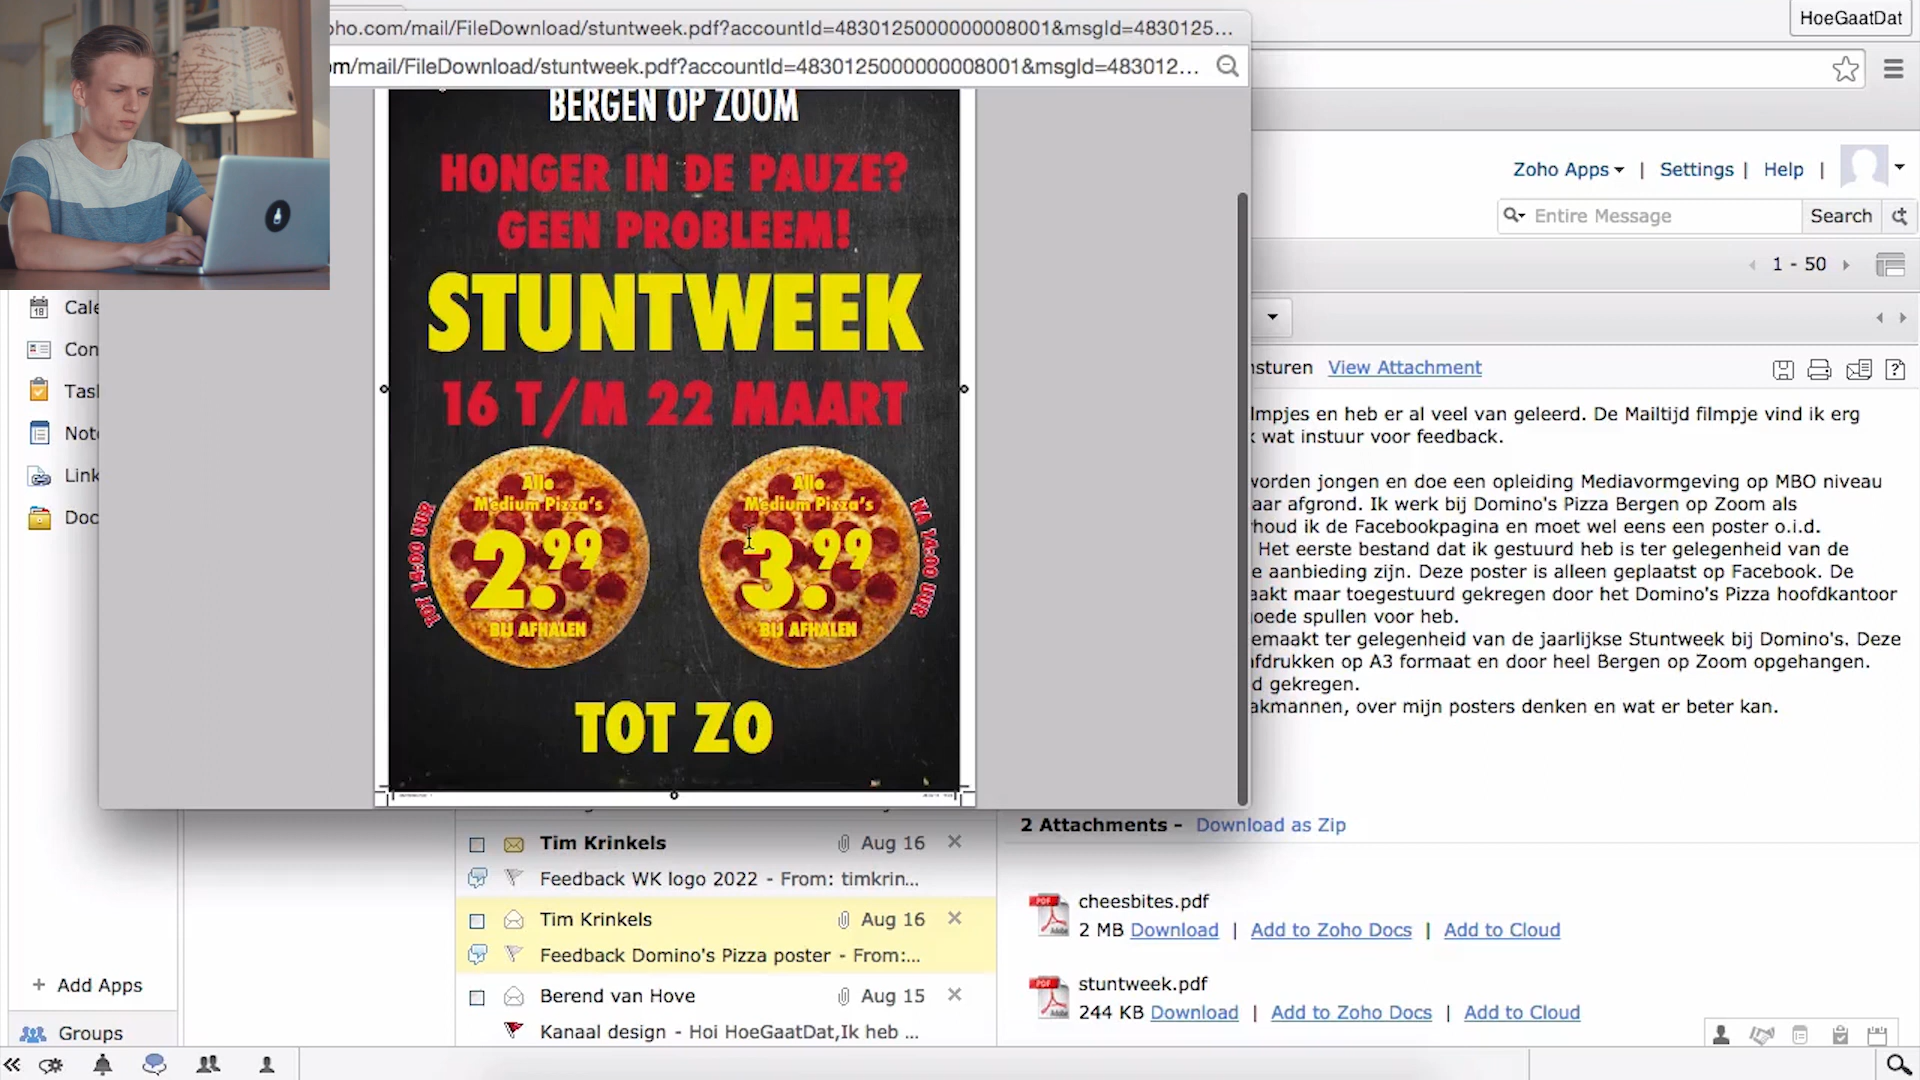 HoeGaatDat
oho.com/mail/FileDownload/stuntweek.pdf?accountId=4830125000000008001&msgId=4830125...
om/mail/FileDownload/stuntweek.pdf?accountId=4830125000000008001&msgId=483012...
BERGEN OP ZOOM
HONGER IN DE PAUZE?
GEEN PROBLEEM!
STUNTWEEK
16 T/M 22 MAART
TOT 14:00 UUR
Alle
Medium Pizza's
2.99
BIJ AFHALEN
Alle
Medium Pizza's
3.99
BIJ AFHALEN
NA 14:00 UUR
TOT ZO
Zoho Apps | Settings | Help |
Entire Message
Search
1 - 50
Cale
Con
Task
Note
Link
Doc
nsturen View Attachment
lmpjes en heb er al veel van geleerd. De Mailtijd filmpje vind ik erg
k wat instuur voor feedback.
worden jongen en doe een opleiding Mediavormgeving op MBO niveau
aar afgrond. Ik werk bij Domino's Pizza Bergen op Zoom als
rhoud ik de Facebookpagina en moet wel eens een poster o.i.d.
Het eerste bestand dat ik gestuurd heb is ter gelegenheid van de
e aanbieding zijn. Deze poster is alleen geplaatst op Facebook. De
aakt maar toegestuurd gekregen door het Domino's Pizza hoofdkantoor
oede spullen voor heb.
emaakt ter gelegenheid van de jaarlijkse Stuntweek bij Domino's. Deze
afdrukken op A3 formaat en door heel Bergen op Zoom opgehangen.
d gekregen.
akmannen, over mijn posters denken en wat er beter kan.
2 Attachments - Download as Zip
cheesbites.pdf
2 MB Download | Add to Zoho Docs | Add to Cloud
stuntweek.pdf
244 KB Download | Add to Zoho Docs | Add to Cloud
Tim Krinkels Aug 16
Feedback WK logo 2022 - From: timkrin...
Tim Krinkels Aug 16
Feedback Domino's Pizza poster - From:...
Berend van Hove Aug 15
Kanaal design - Hoi HoeGaatDat,Ik heb ...
+ Add Apps
Groups